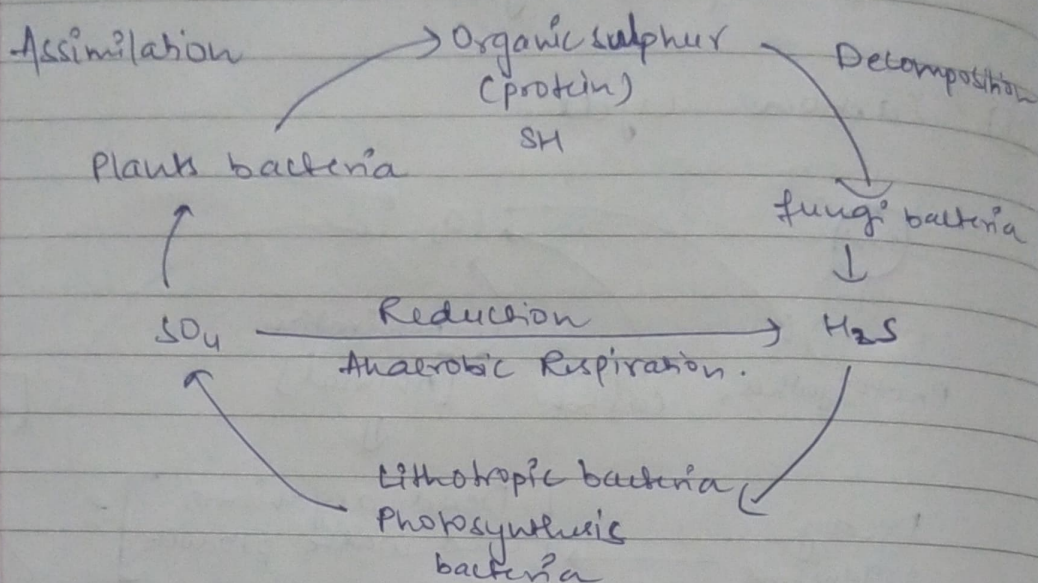 Assimilation
Organic sulphur
Decomposition
(protein)
SH
Plants bacteria
fungi bacteria
Reduction
SO4
H2S
Anaerobic Respiration.
Lithotropic bacteria
Photosynthesis
bacteria